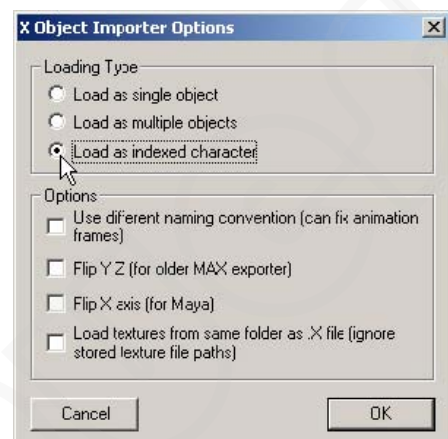 X Object Importer Options
Loading Type
Load as single object
Load as multiple objects
Load as indexed character
Options
Use different naming convention (can fix animation
frames)
Flip Y Z (for older MAX exporter)
Flip X axis (for Maya)
Load textures from same folder as .X file (ignore
stored texture file paths)
Cancel
OK